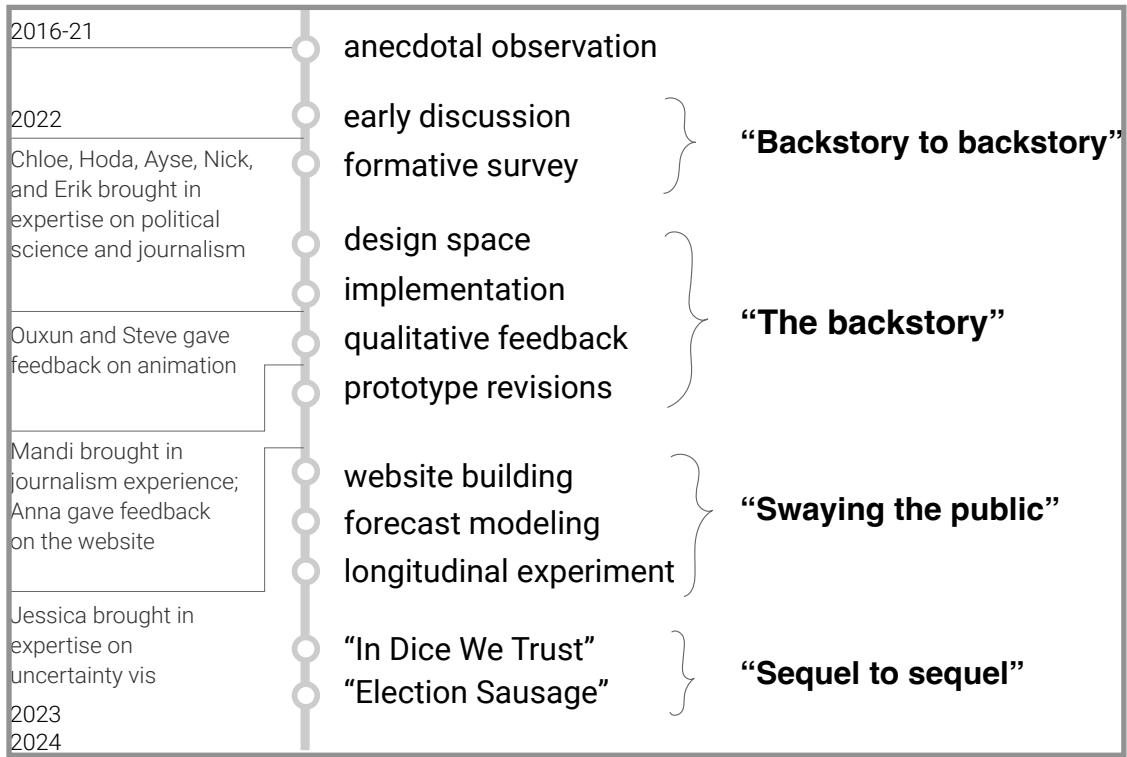 2016-21
anecdotal observation
2022
early discussion
formative survey
“Backstory to backstory”
Chloe, Hoda, Ayse, Nick,
and Erik brought in
expertise on political
science and journalism
design space
implementation
qualitative feedback
prototype revisions
“The backstory”
Ouxun and Steve gave
feedback on animation
Mandi brought in
journalism experience;
Anna gave feedback
on the website
website building
forecast modeling
longitudinal experiment
“Swaying the public”
Jessica brought in
expertise on
uncertainty vis
“In Dice We Trust”
“Election Sausage”
“Sequel to sequel”
2023
2024